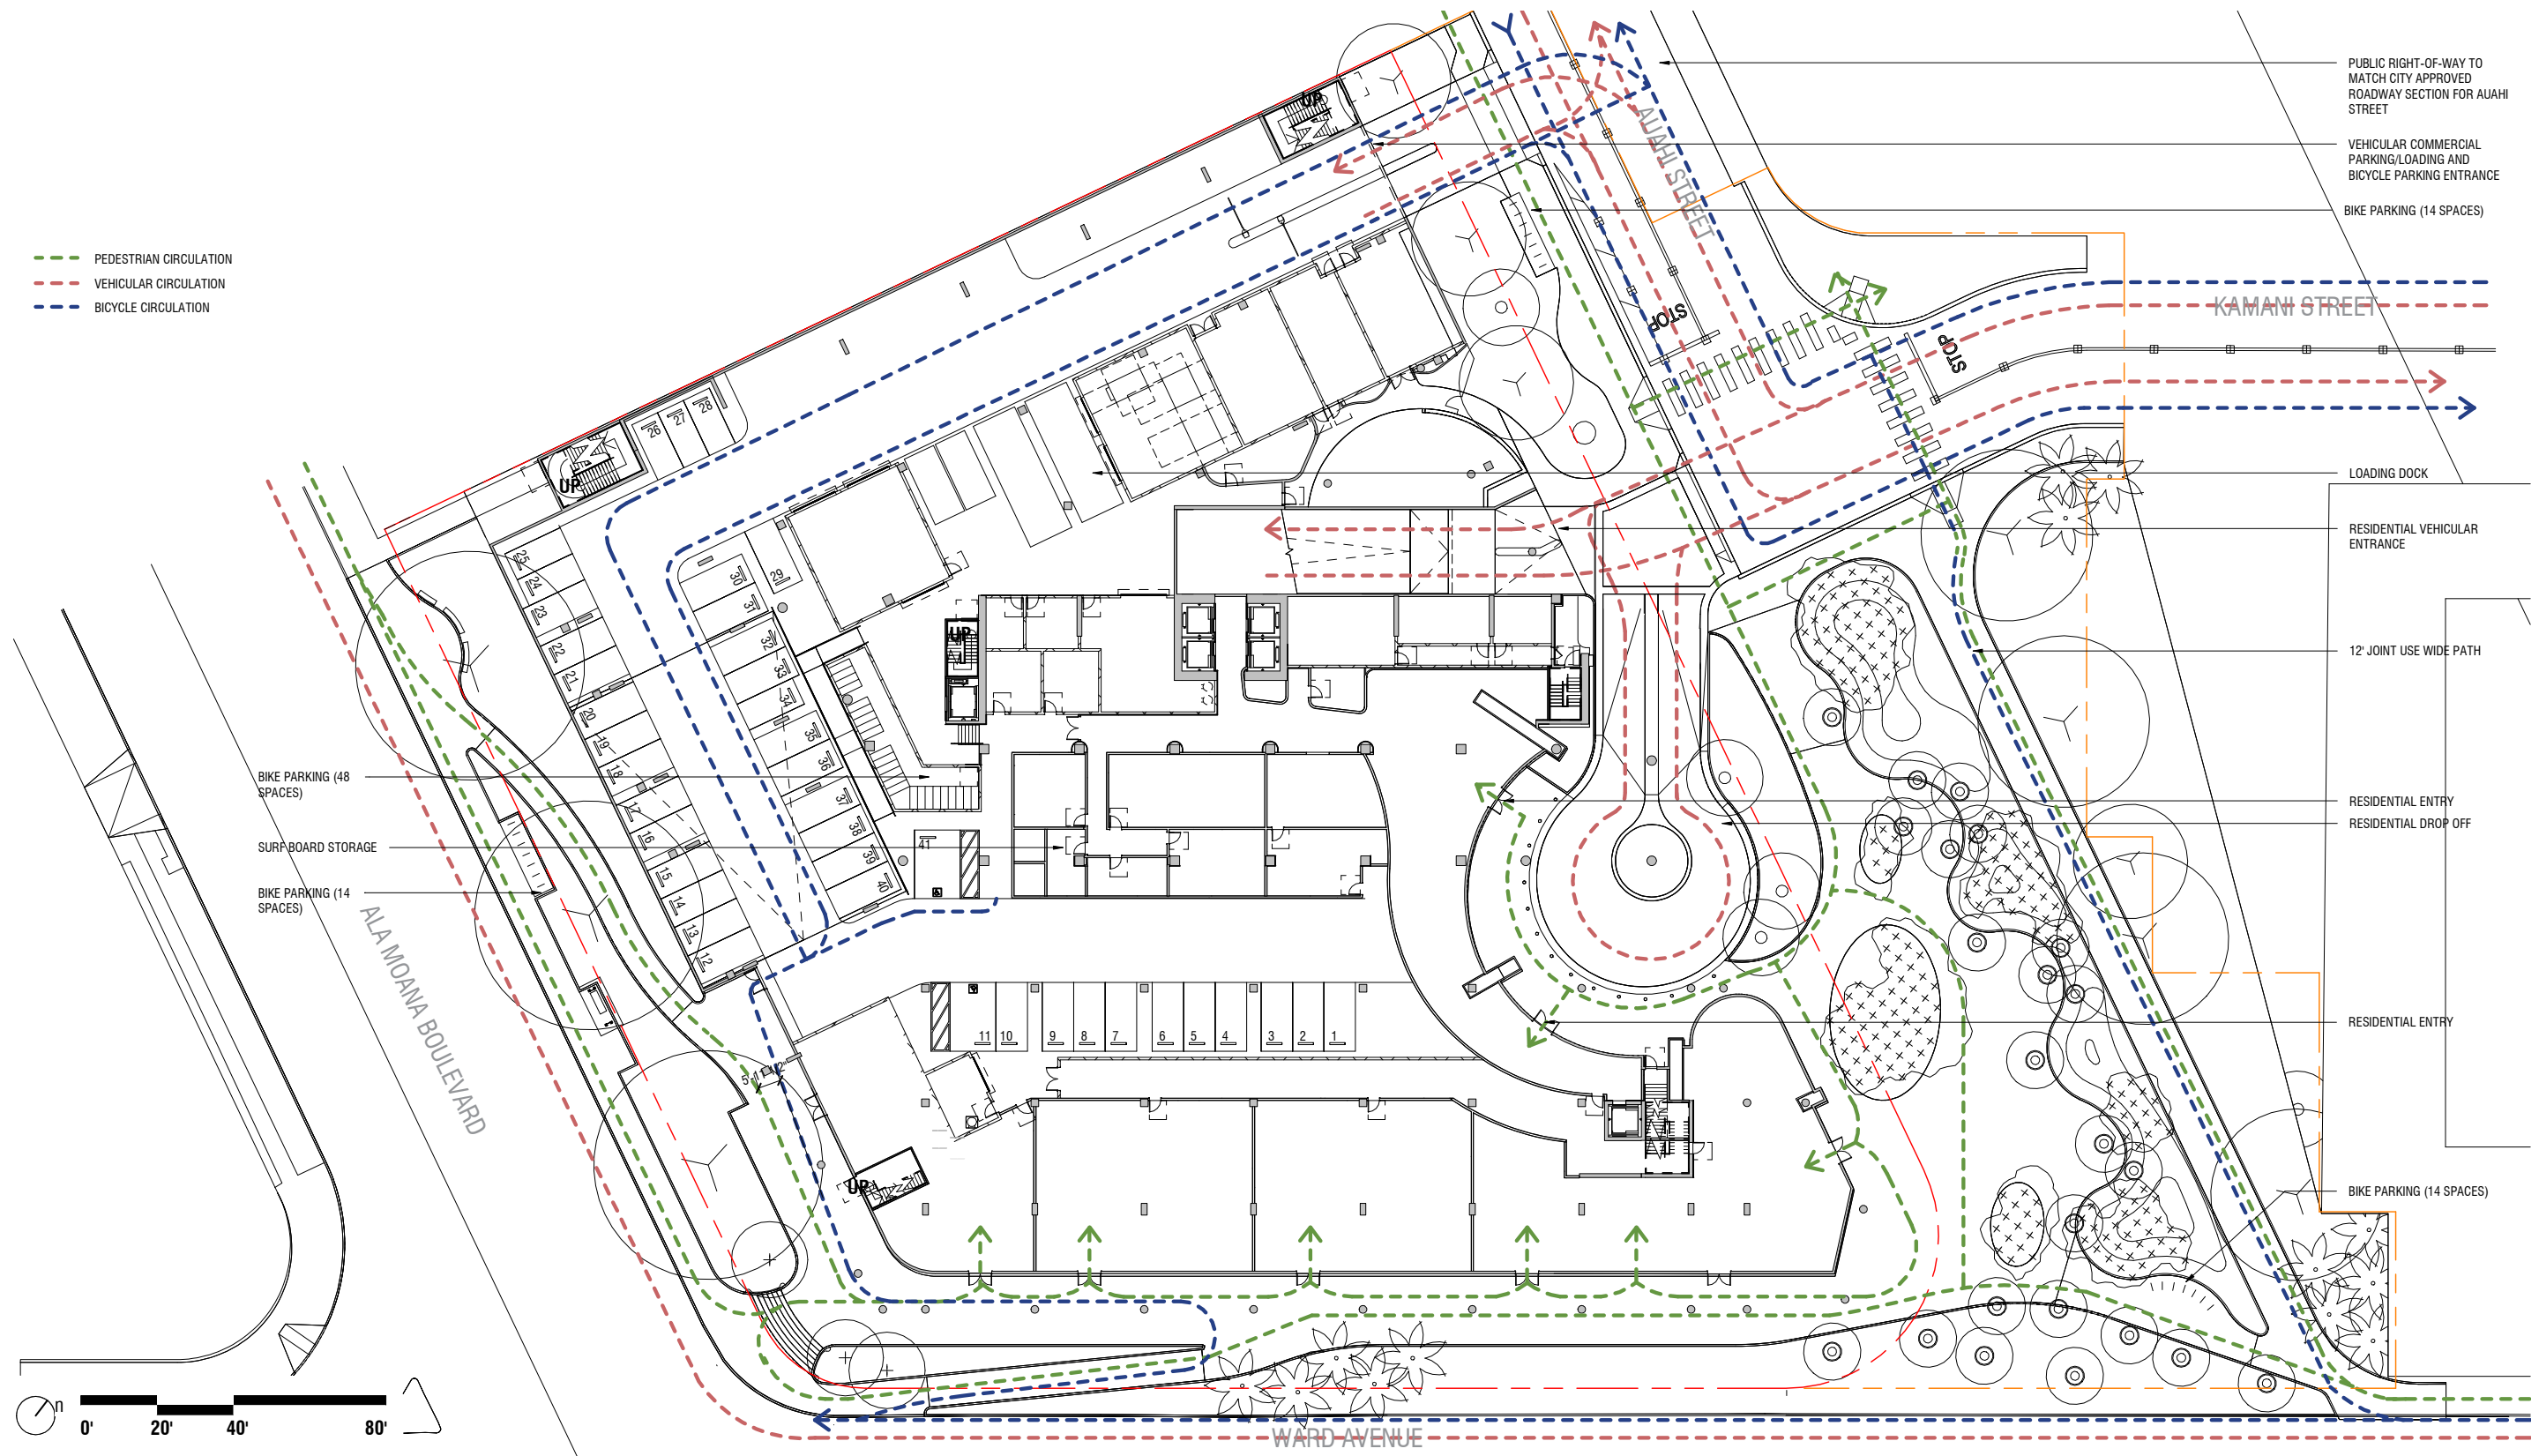 PUBLIC RIGHT-OF-WAY TO
MATCH CITY APPROVED
ROADWAY SECTION FOR AUAHI
STREET
VEHICULAR COMMERCIAL
PARKING/LOADING AND
BICYCLE PARKING ENTRANCE
BIKE PARKING (14 SPACES)
PEDESTRIAN CIRCULATION
VEHICULAR CIRCULATION
BICYCLE CIRCULATION
UP
AUAHI STREET
STOP
STOP
KAMANI STREET
28
27
26
UP
LOADING DOCK
RESIDENTIAL VEHICULAR
ENTRANCE
25
24
23
22
21
20
19
18
17
16
15
14
13
12
29
30
31
32
33
34
35
36
37
38
39
40
41
UP
12' JOINT USE WIDE PATH
BIKE PARKING (48
SPACES)
SURF BOARD STORAGE
BIKE PARKING (14
SPACES)
RESIDENTIAL ENTRY
RESIDENTIAL DROP OFF
ALA MOANA BOULEVARD
11
10
9
8
7
6
5
4
3
2
1
RESIDENTIAL ENTRY
UP
BIKE PARKING (14 SPACES)
n
0'
20'
40'
80'
WARD AVENUE